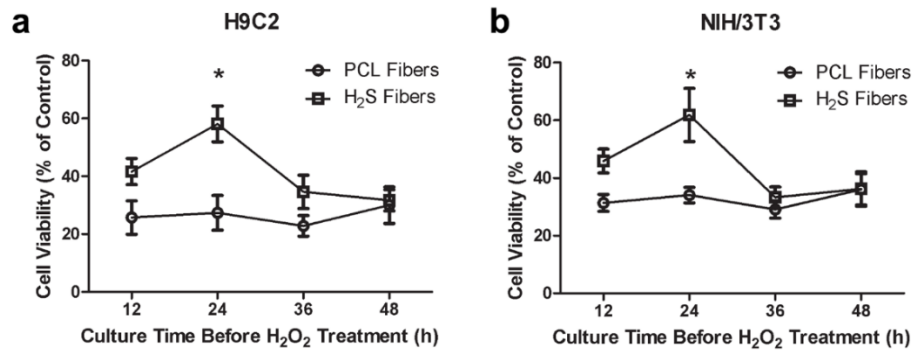 a
H9C2
Cell Viability (% of Control)
80
60
40
20
0
*
PCL Fibers
H₂S Fibers
12 24 36 48
Culture Time Before H₂O₂ Treatment (h)
b
NIH/3T3
Cell Viability (% of Control)
80
60
40
20
0
*
PCL Fibers
H₂S Fibers
12 24 36 48
Culture Time Before H₂O₂ Treatment (h)